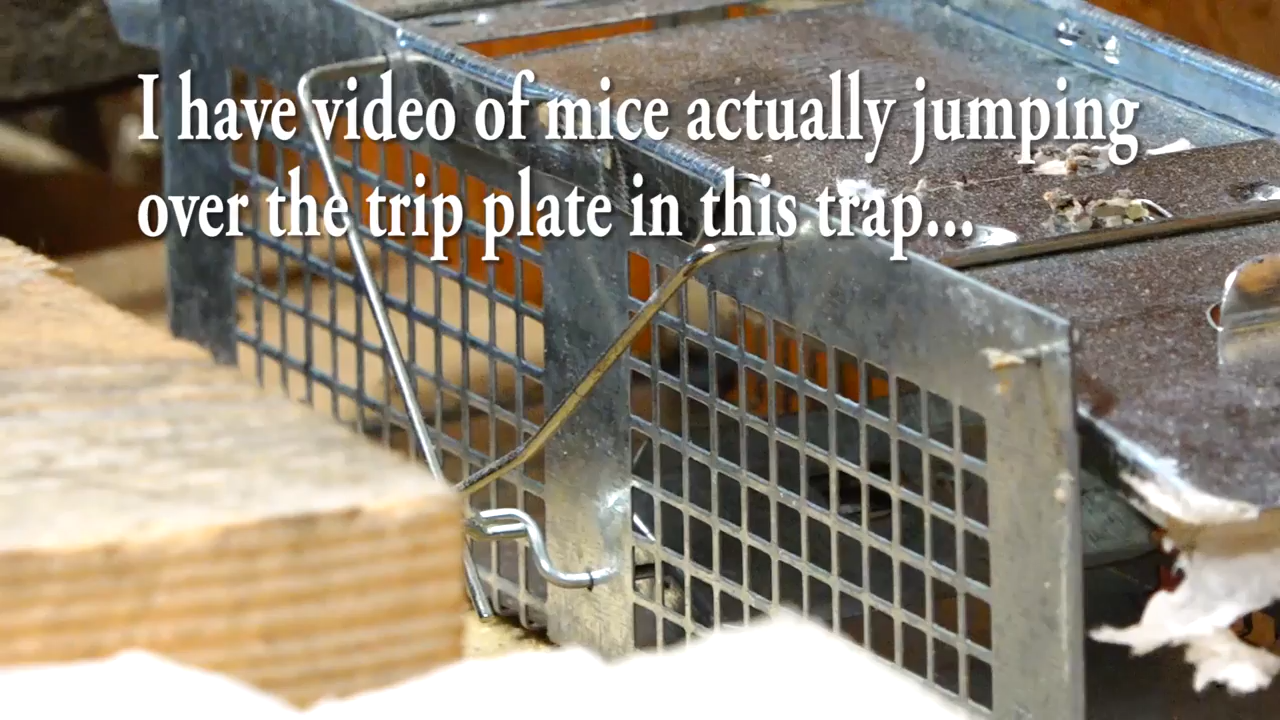 I have video of mice actually jumping
over the trip plate in this trap...